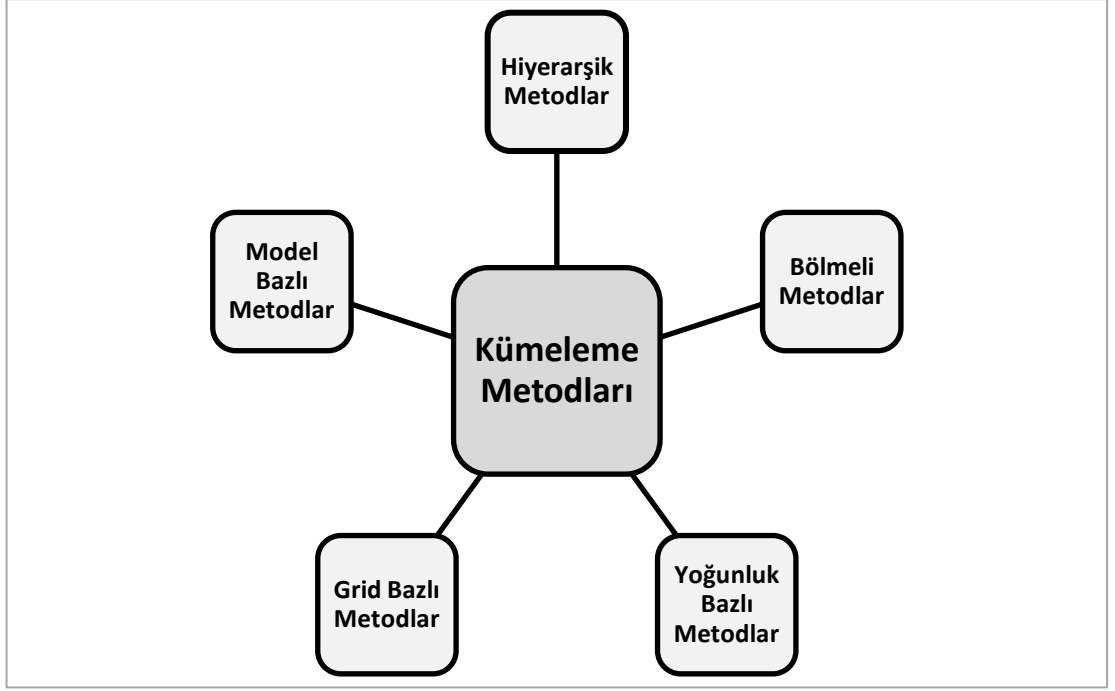 Hiyerarşik
Metodlar
Model
Bazlı
Metodlar
Bölmeli
Metodlar
Kümeleme
Metodları
Grid Bazlı
Metodlar
Yoğunluk
Bazlı
Metodlar